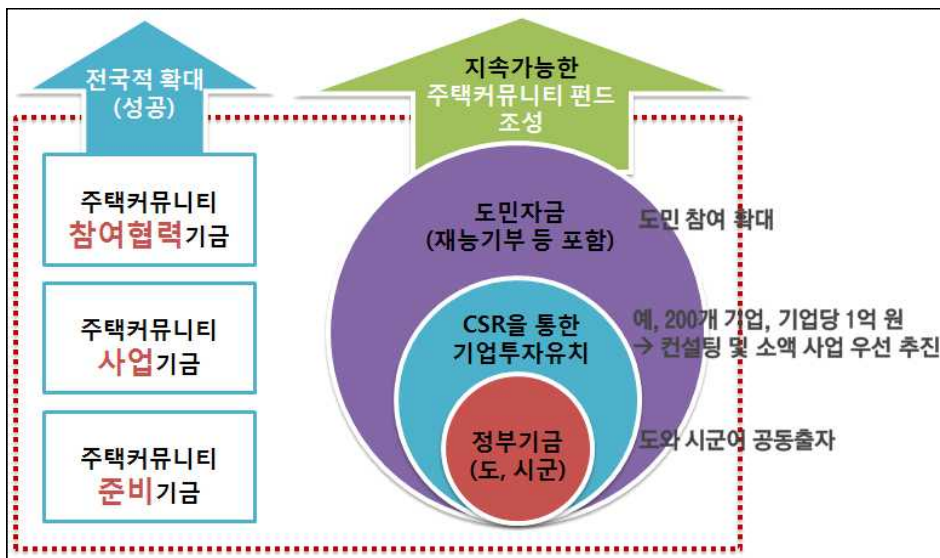 전국적 확대
(성공)
주택커뮤니티
참여협력기금
주택커뮤니티
사업기금
주택커뮤니티
준비기금
지속가능한
주택커뮤니티 펀드
조성
도민자금
(재능기부 등 포함)
도민 참여 확대
CSR을 통한
기업투자유치
예, 200개 기업, 기업당 1억 원
→ 컨설팅 및 소액 사업 우선 추진
정부기금
(도, 시군)
도와 시군이 공동출자